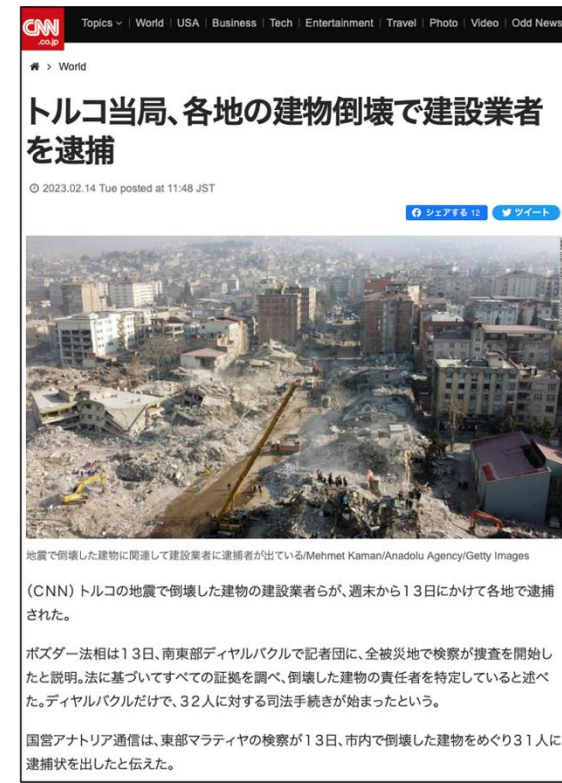 CNN
.co.jp
Topics | World | USA | Business | Tech | Entertainment | Travel | Photo | Video | Odd News
> World
トルコ当局、各地の建物倒壊で建設業者
を逮捕
2023.02.14 Tue posted at 11:48 JST
シェアする 12 ツイート
地震で倒壊した建物に関連して建設業者に逮捕者が出ている/Mehmet Kaman/Anadolu Agency/Getty Images
（CNN） トルコの地震で倒壊した建物の建設業者らが、週末から13日にかけて各地で逮捕
された。
ボズダー法相は13日、南東部ディヤルバクルで記者団に、全被災地で検察が捜査を開始し
たと説明。法に基づいてすべての証拠を調べ、倒壊した建物の責任者を特定していると述べ
た。ディヤルバクルだけで、32人に対する司法手続きが始まったという。
国営アナトリア通信は、東部マラティヤの検察が13日、市内で倒壊した建物をめぐり31人に
逮捕状を出したと伝えた。